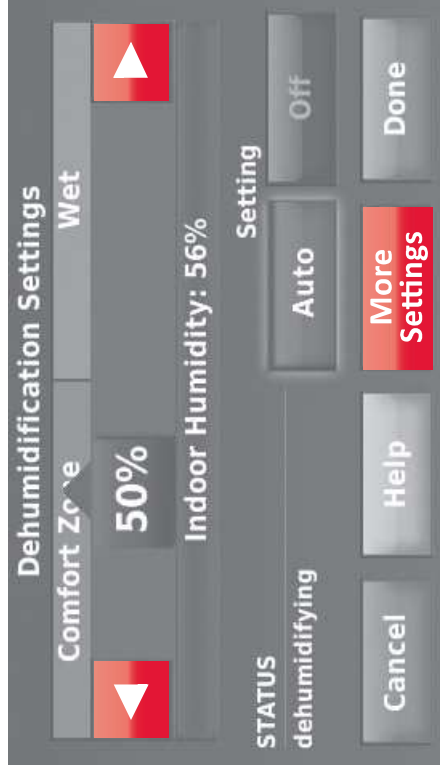 Dehumidification Settings
Comfort Zone Wet
50%
Indoor Humidity: 56%
Setting
STATUS
dehumidifying
Auto Off
Cancel Help More Settings Done